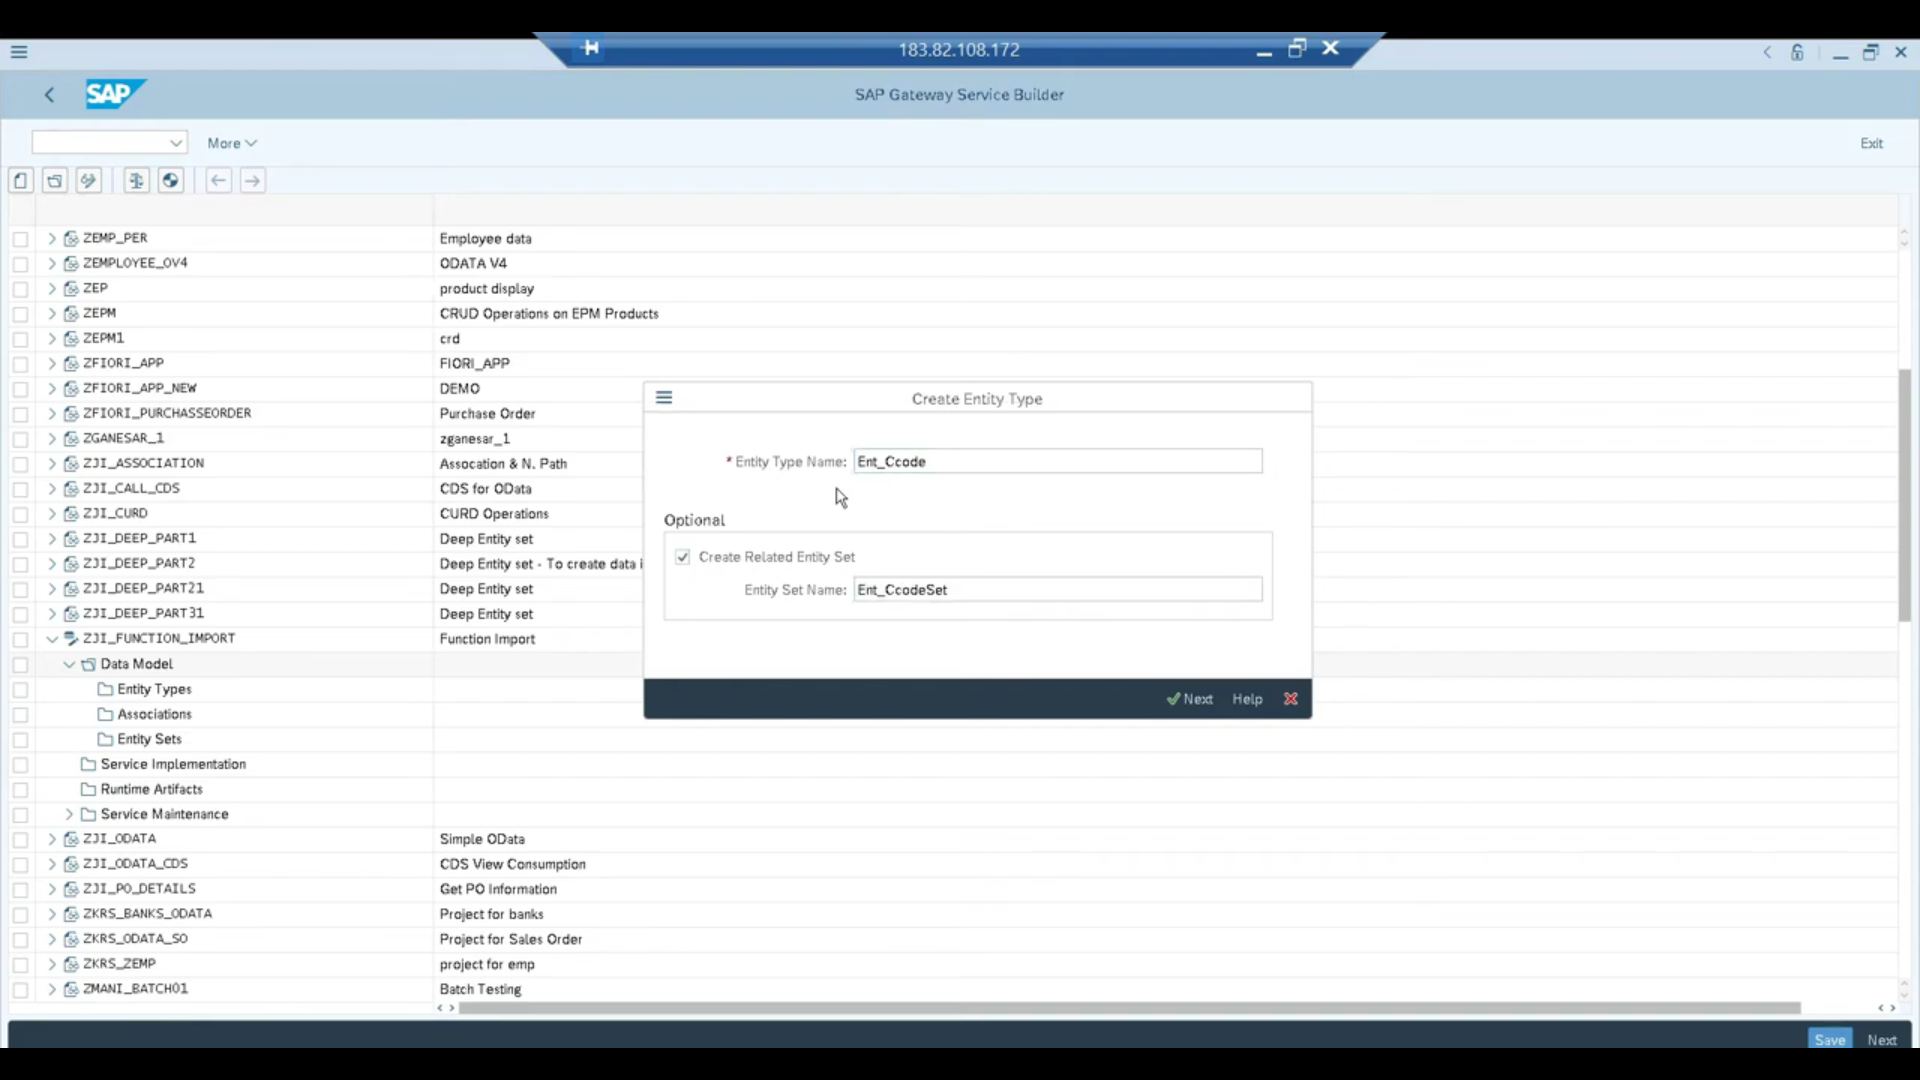 183.82.108.172
SAP
SAP Gateway Service Builder
More
Exit
ZEMP_PER Employee data
ZEMPLOYEE_OV4 ODATA V4
ZEP product display
ZEPM CRUD Operations on EPM Products
ZEPM1 crd
ZFIORI_APP FIORI_APP
ZFIORI_APP_NEW DEMO
ZFIORI_PURCHASSEORDER Purchase Order
ZGANESAR_1 zganesar_1
ZJI_ASSOCIATION Assocation & N. Path
ZJI_CALL_CDS CDS for OData
ZJI_CURD CURD Operations
ZJI_DEEP_PART1 Deep Entity set
ZJI_DEEP_PART2 Deep Entity set - To create data i
ZJI_DEEP_PART21 Deep Entity set
ZJI_DEEP_PART31 Deep Entity set
ZJI_FUNCTION_IMPORT Function Import
Data Model
Entity Types
Associations
Entity Sets
Service Implementation
Runtime Artifacts
Service Maintenance
ZJI_ODATA Simple OData
ZJI_ODATA_CDS CDS View Consumption
ZJI_PO_DETAILS Get PO Information
ZKRS_BANKS_ODATA Project for banks
ZKRS_ODATA_SO Project for Sales Order
ZKRS_ZEMP project for emp
ZMANI_BATCH01 Batch Testing
Create Entity Type
* Entity Type Name: Ent_Ccode
Optional
Create Related Entity Set
Entity Set Name: Ent_CcodeSet
Next Help
Save Next